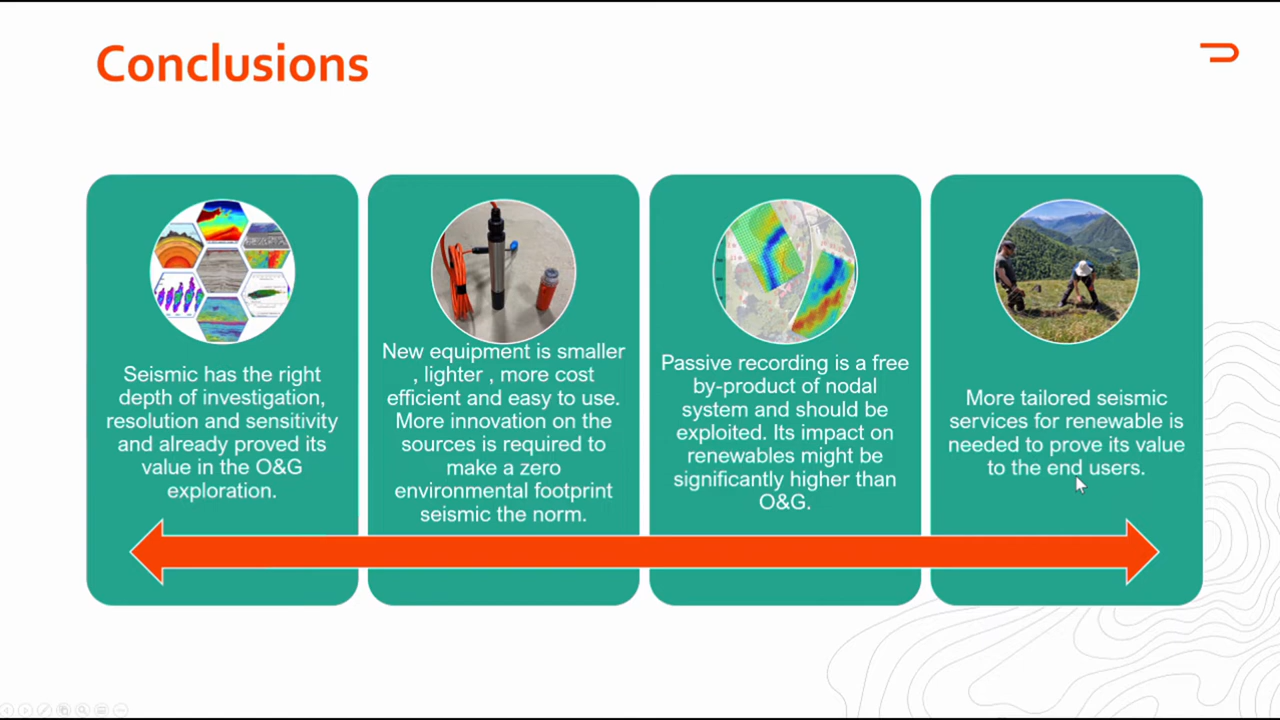 Conclusions
Seismic has the right
depth of investigation,
resolution and sensitivity
and already proved its
value in the O&G
exploration.
New equipment is smaller
, lighter , more cost
efficient and easy to use.
More innovation on the
sources is required to
make a zero
environmental footprint
seismic the norm.
Passive recording is a free
by-product of nodal
system and should be
exploited. Its impact on
renewables might be
significantly higher than
O&G.
More tailored seismic
services for renewable is
needed to prove its value
to the end users.